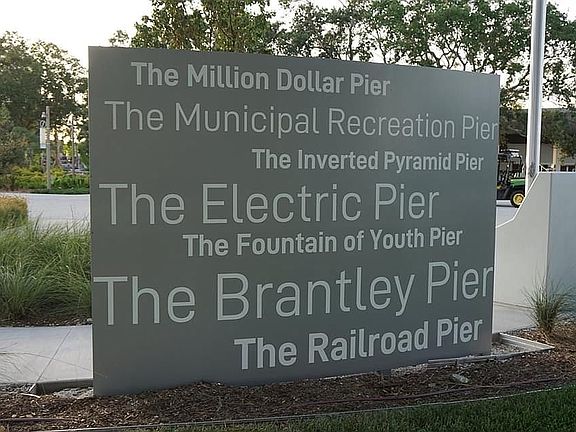 The Million Dollar Pier
The Municipal Recreation Pier
The Inverted Pyramid Pier
The Electric Pier
The Fountain of Youth Pier
The Brantley Pier
The Railroad Pier